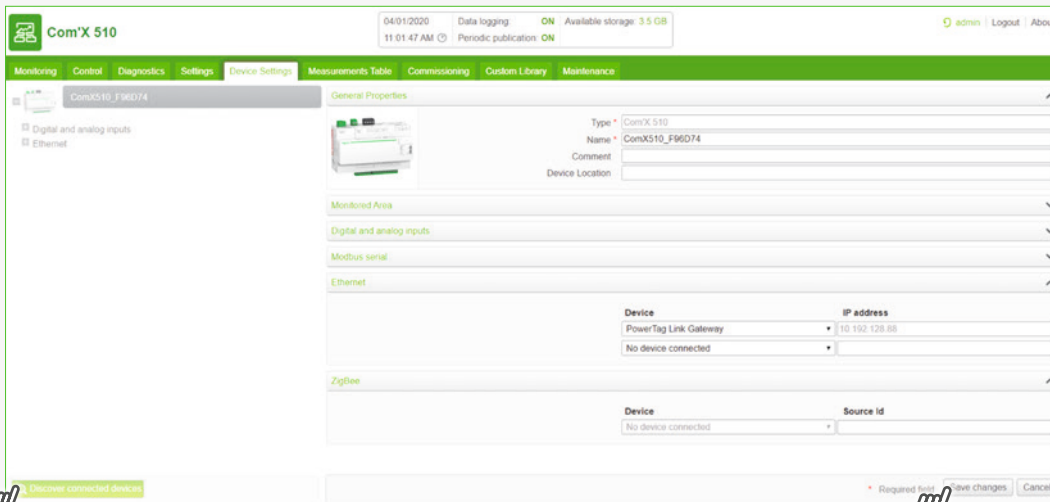 Com'X 510
04/01/2020 Data logging: ON Available storage: 3.5 GB
11:01:47 AM Periodic publication: ON
admin Logout Abou
Monitoring Control Diagnostics Settings Device Settings Measurements Table Commissioning Custom Library Maintenance
ComX510_F96D74
Digital and analog inputs
Ethernet
General Properties
Type * Com'X 510
Name * ComX510_F96D74
Comment
Device Location
Monitored Area
Digital and analog inputs
Modbus serial
Ethernet
Device IP address
PowerTag Link Gateway 10.192.128.88
No device connected
ZigBee
Device Source Id
No device connected
Discover connected devices
* Required field Save changes Cancel